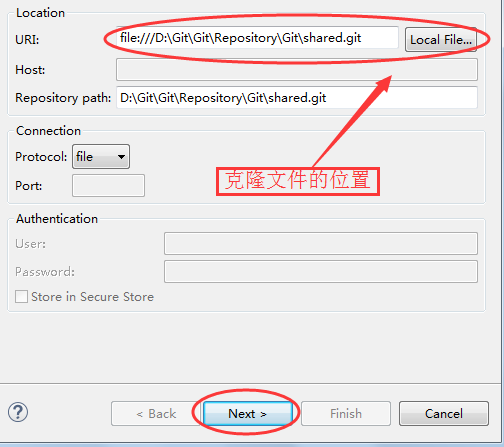 Location
URI: file:///D:\Git\Git\Repository\Git\shared.git Local File...
Host:
Repository path: D:\Git\Git\Repository\Git\shared.git
Connection
Protocol: file
Port:
克隆文件的位置
Authentication
User:
Password:
Store in Secure Store
? < Back Next > Finish Cancel